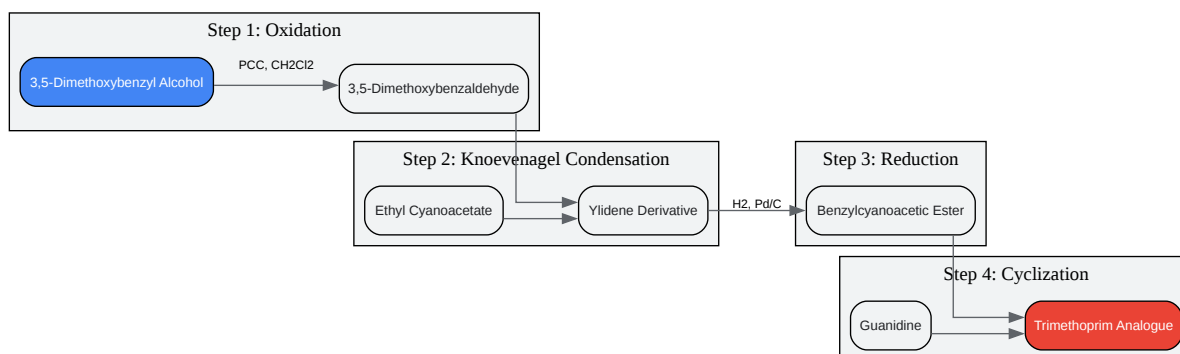 Step 1: Oxidation
3,5-Dimethoxybenzyl Alcohol
PCC, CH2Cl2
3,5-Dimethoxybenzaldehyde
Step 2: Knoevenagel Condensation
Ethyl Cyanoacetate
Ylidene Derivative
H2, Pd/C
Step 3: Reduction
Benzylcyanoacetic Ester
Step 4: Cyclization
Guanidine
Trimethoprim Analogue